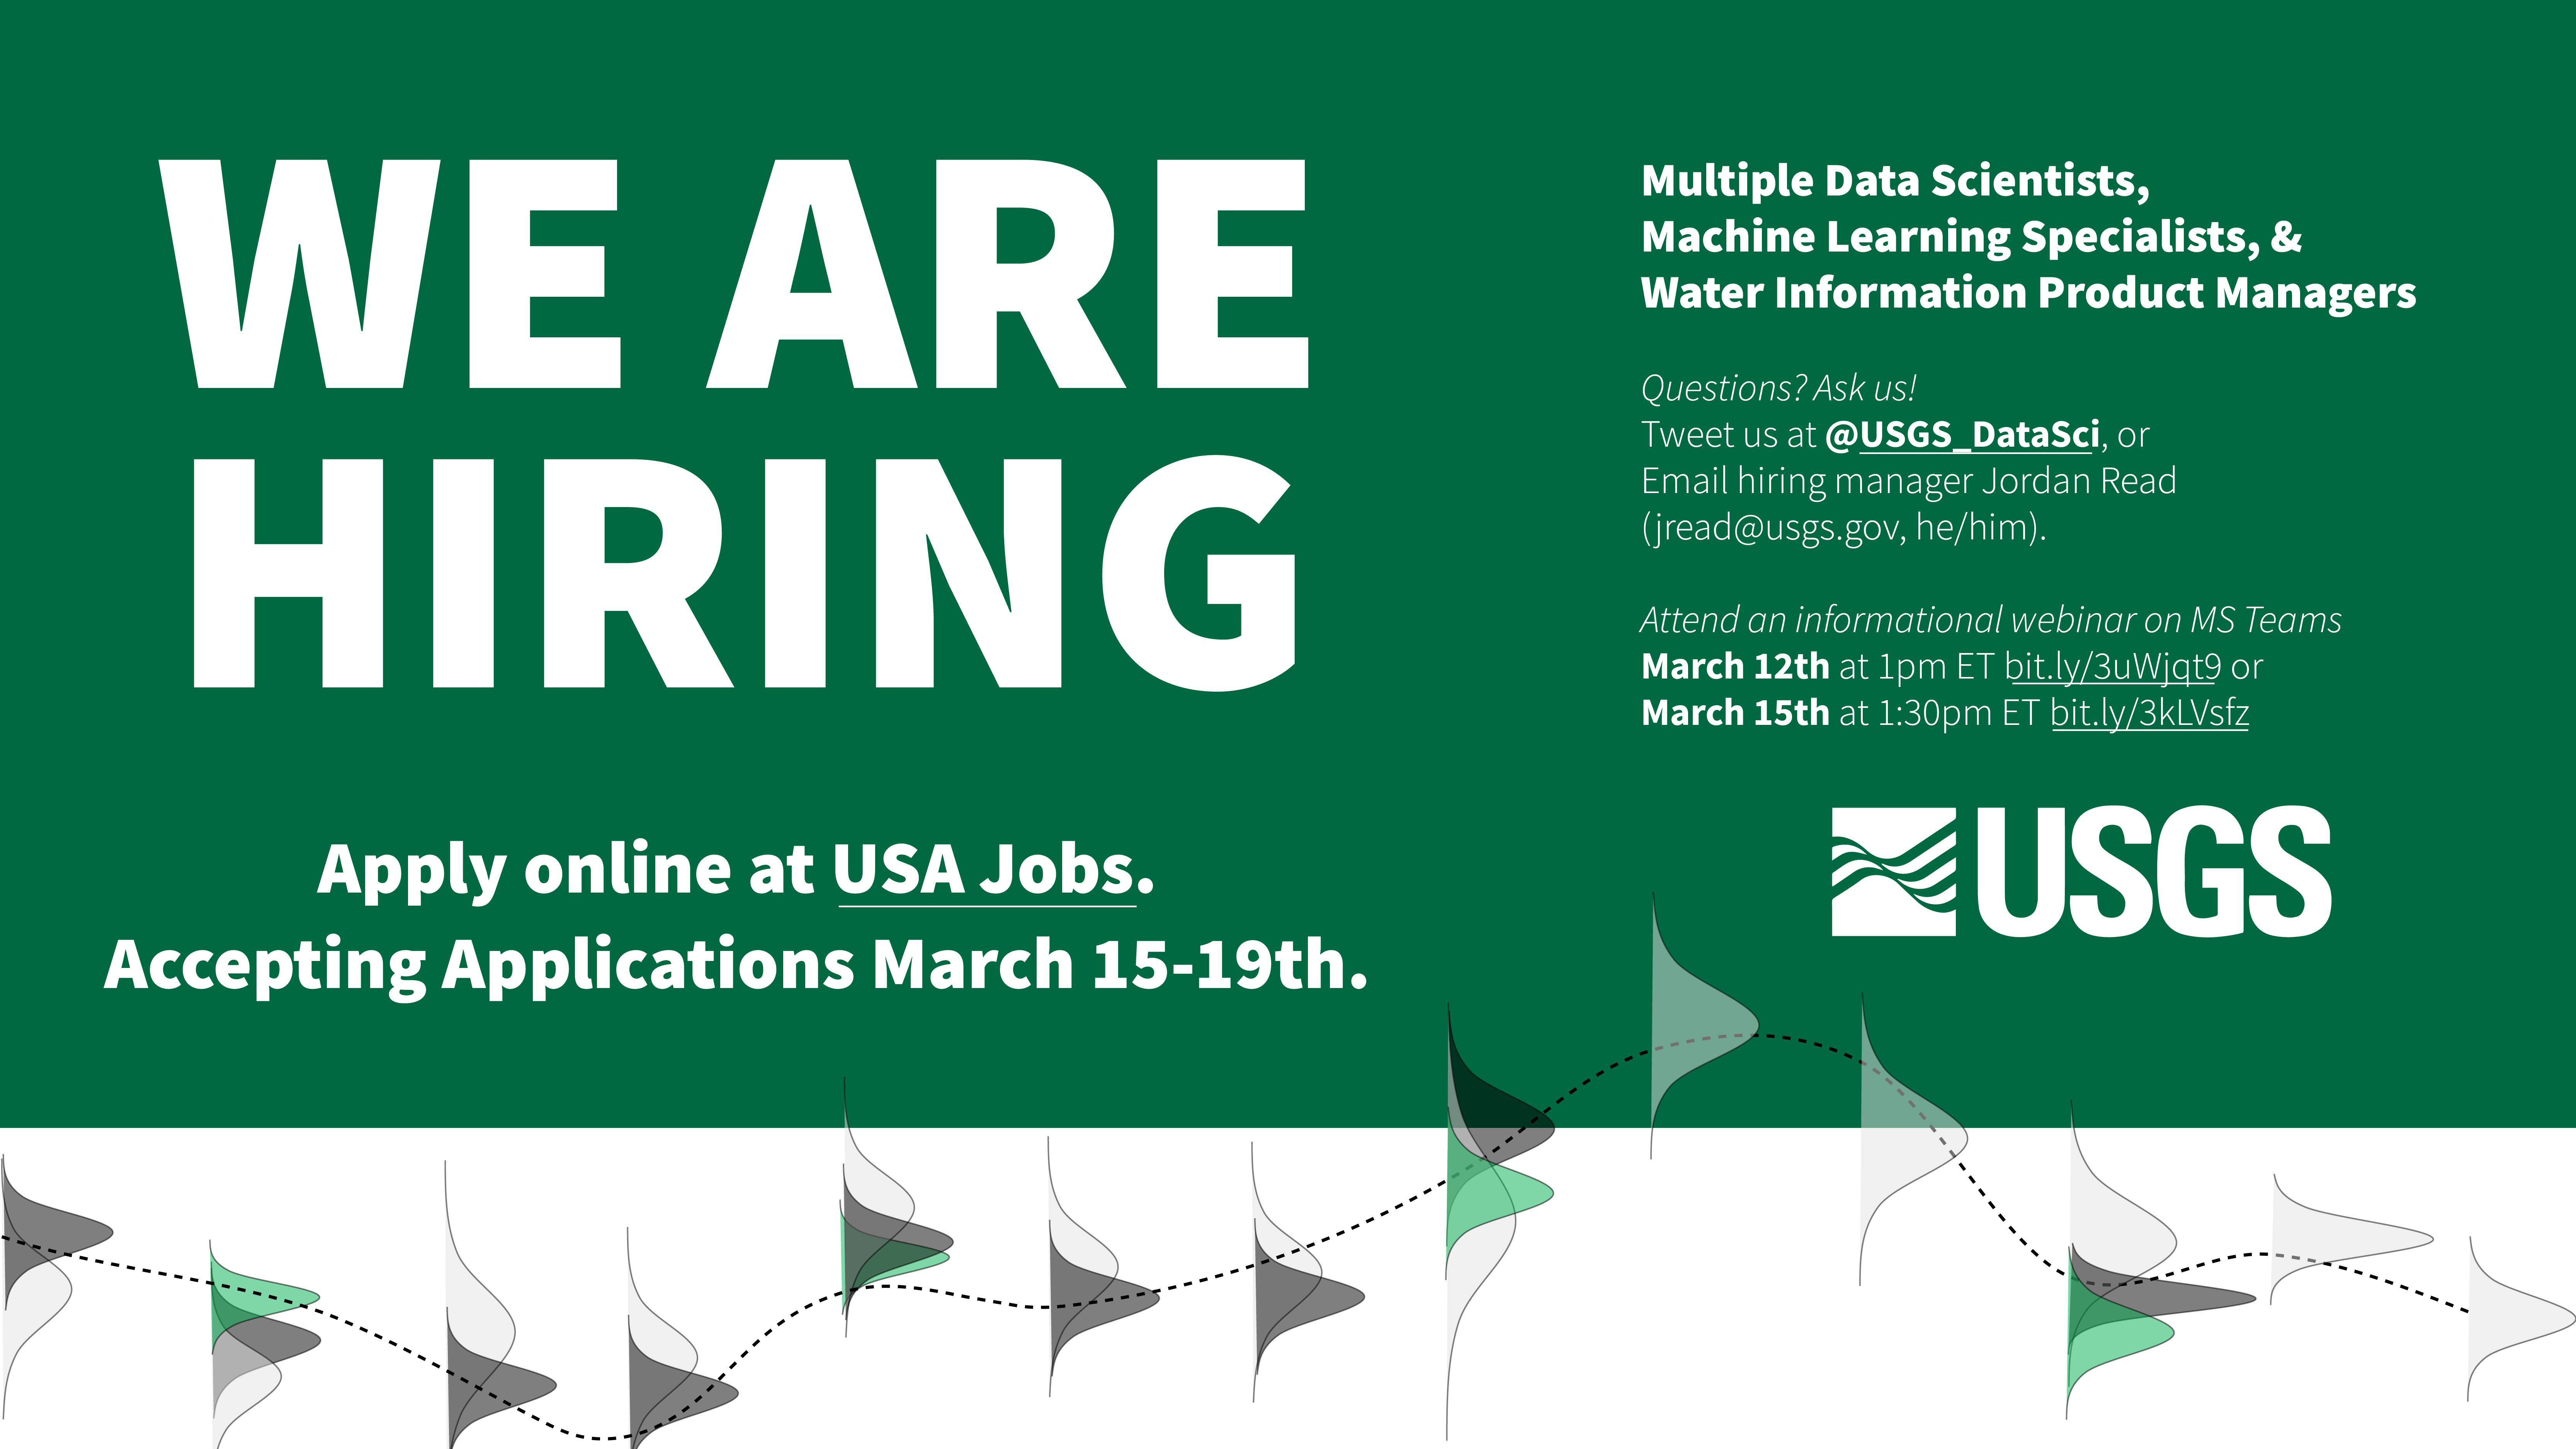 WE ARE
HIRING
Apply online at USA Jobs.
Accepting Applications March 15-19th.
Multiple Data Scientists,
Machine Learning Specialists, &
Water Information Product Managers
Questions? Ask us!
Tweet us at @USGS_DataSci, or
Email hiring manager Jordan Read
(jread@usgs.gov, he/him).
Attend an informational webinar on MS Teams
March 12th at 1pm ET bit.ly/3uWjqt9 or
March 15th at 1:30pm ET bit.ly/3kLVsfz
USGS